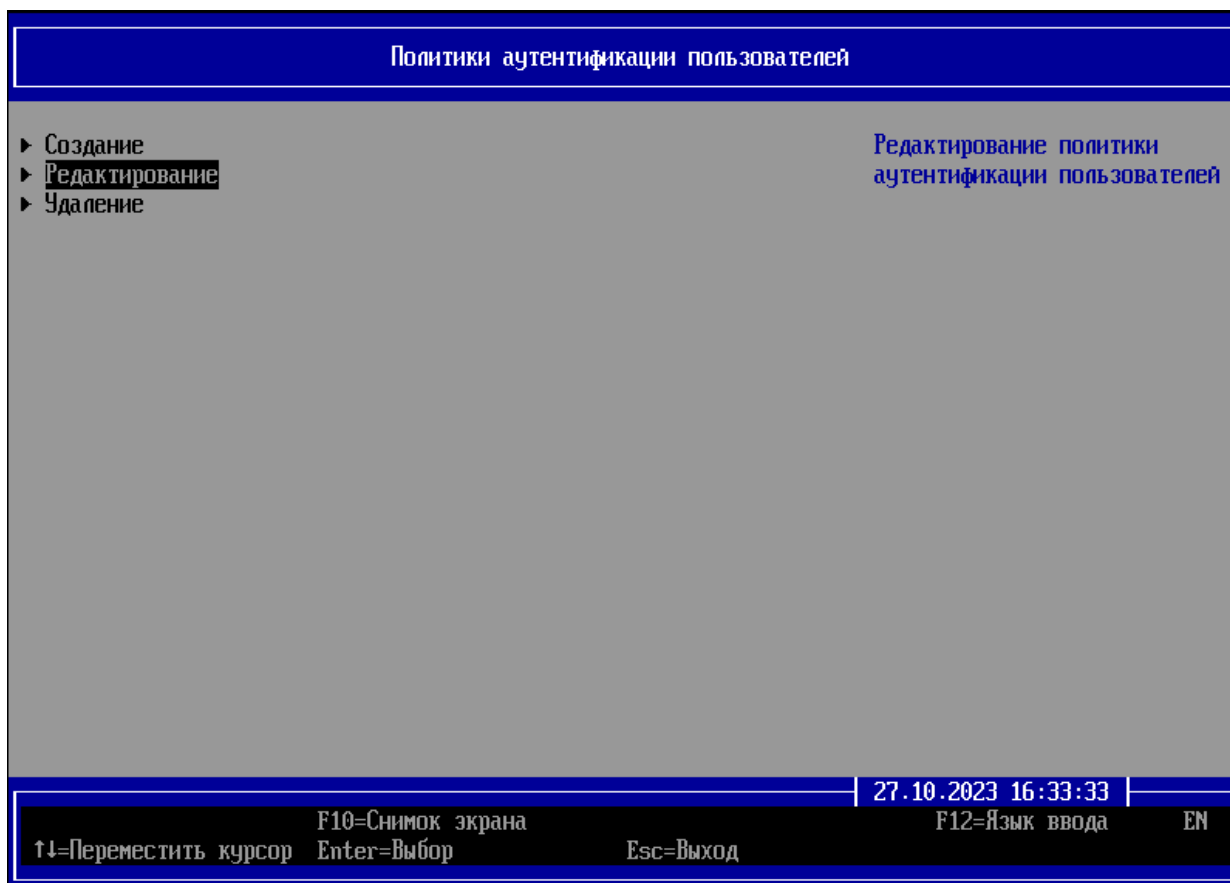 Политики аутентификации пользователей
▶ Создание
▶ Редактирование
▶ Удаление
Редактирование политики
аутентификации пользователей
27.10.2023 16:33:33
F10=Снимок экрана F12=Язык ввода EN
↑↓=Переместить курсор Enter=Выбор Esc=Выход